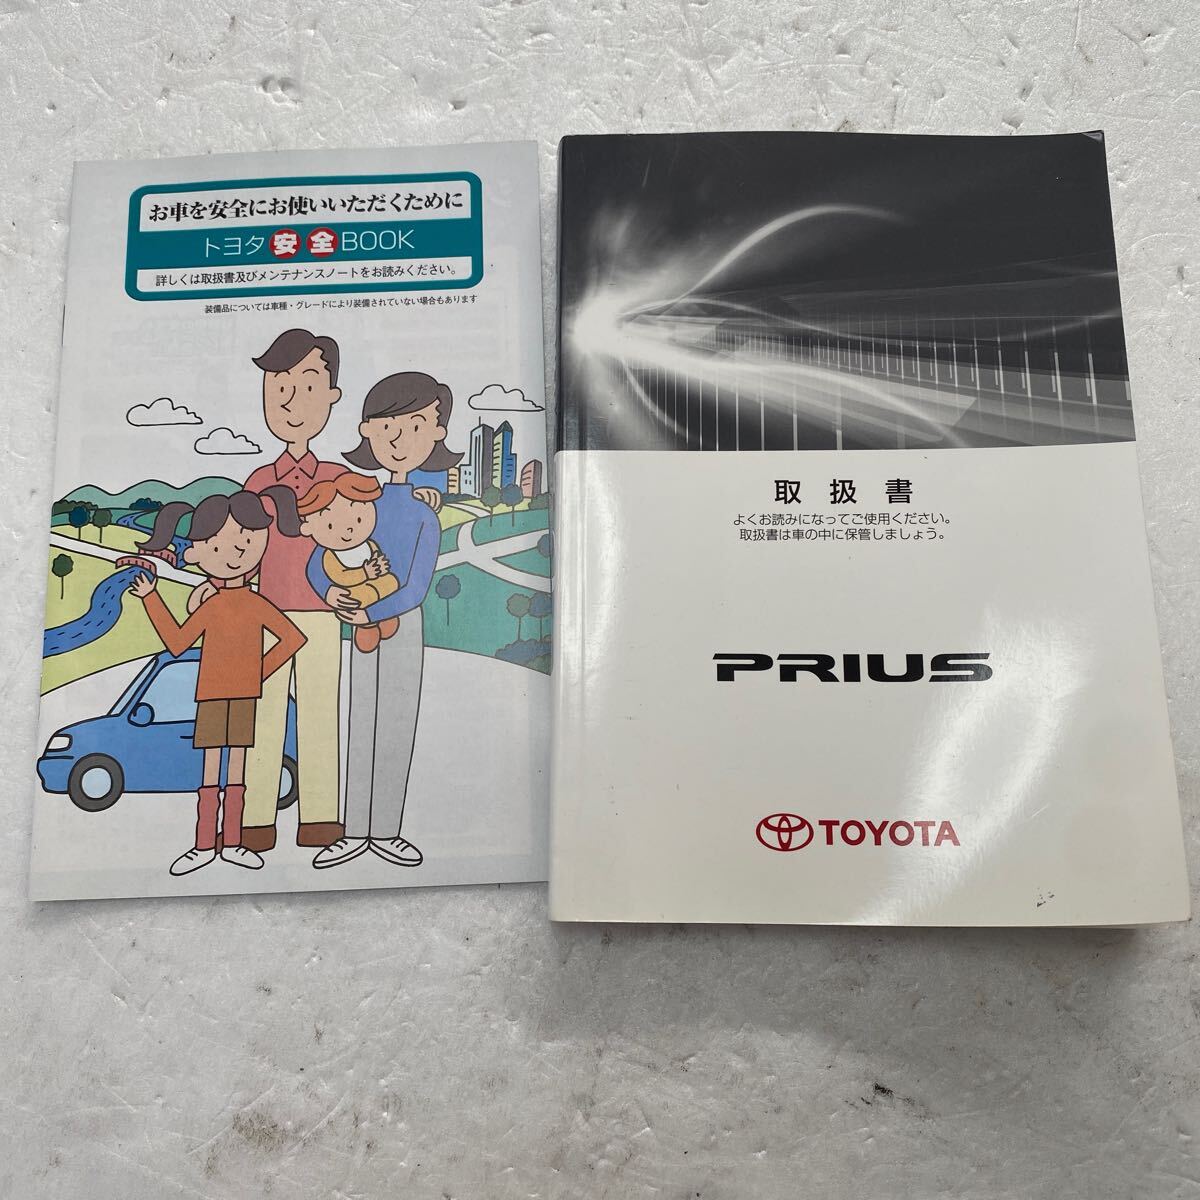 お車を安全にお使いいただくために
トヨタ安全BOOK
詳しくは取扱書及びメンテナンスノートをお読みください。
装備品については車種・グレードにより装備されていない場合もあります
取扱書
よくお読みになってご使用ください。
取扱書は車の中に保管しましょう。
PRIUS
TOYOTA